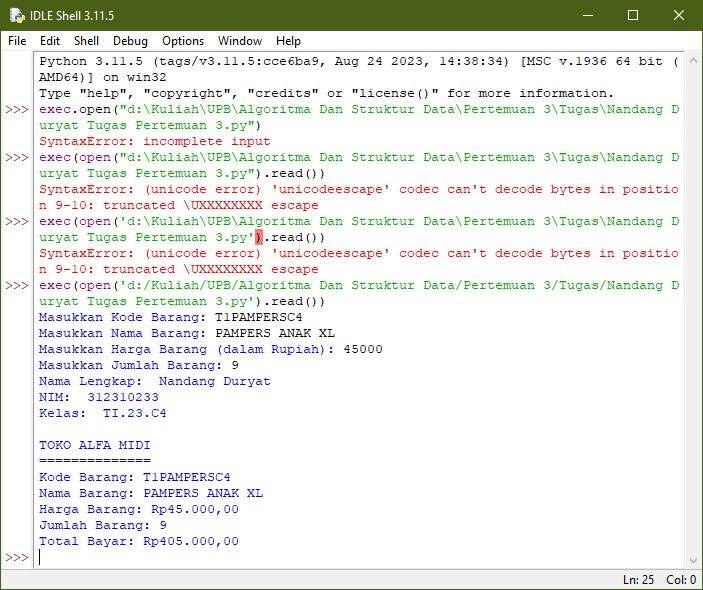 IDLE Shell 3.11.5
File Edit Shell Debug Options Window Help
Python 3.11.5 (tags/v3.11.5:cce6ba9, Aug 24 2023, 14:38:34) [MSC v.1936 64 bit (
AMD64)] on win32
Type "help", "copyright", "credits" or "license()" for more information.
>>> exec.open("d:\Kuliah\UPB\Algoritma Dan Struktur Data\Pertemuan 3\Tugas\Nandang D
uryat Tugas Pertemuan 3.py")
SyntaxError: incomplete input
>>> exec(open("d:\Kuliah\UPB\Algoritma Dan Struktur Data\Pertemuan 3\Tugas\Nandang D
uryat Tugas Pertemuan 3.py").read())
SyntaxError: (unicode error) 'unicodeescape' codec can't decode bytes in positio
n 9-10: truncated \UXXXXXXXX escape
>>> exec(open('d:\Kuliah\UPB\Algoritma Dan Struktur Data\Pertemuan 3\Tugas\Nandang D
uryat Tugas Pertemuan 3.py').read())
SyntaxError: (unicode error) 'unicodeescape' codec can't decode bytes in positio
n 9-10: truncated \UXXXXXXXX escape
>>> exec(open('d:/Kuliah/UPB/Algoritma Dan Struktur Data/Pertemuan 3/Tugas/Nandang D
uryat Tugas Pertemuan 3.py').read())
Masukkan Kode Barang: T1PAMPERSC4
Masukkan Nama Barang: PAMPERS ANAK XL
Masukkan Harga Barang (dalam Rupiah): 45000
Masukkan Jumlah Barang: 9
Nama Lengkap:  Nandang Duryat
NIM:  312310233
Kelas:  TI.23.C4
TOKO ALFA MIDI
==============
Kode Barang: T1PAMPERSC4
Nama Barang: PAMPERS ANAK XL
Harga Barang: Rp45.000,00
Jumlah Barang: 9
Total Bayar: Rp405.000,00
>>>
Ln: 25 Col: 0